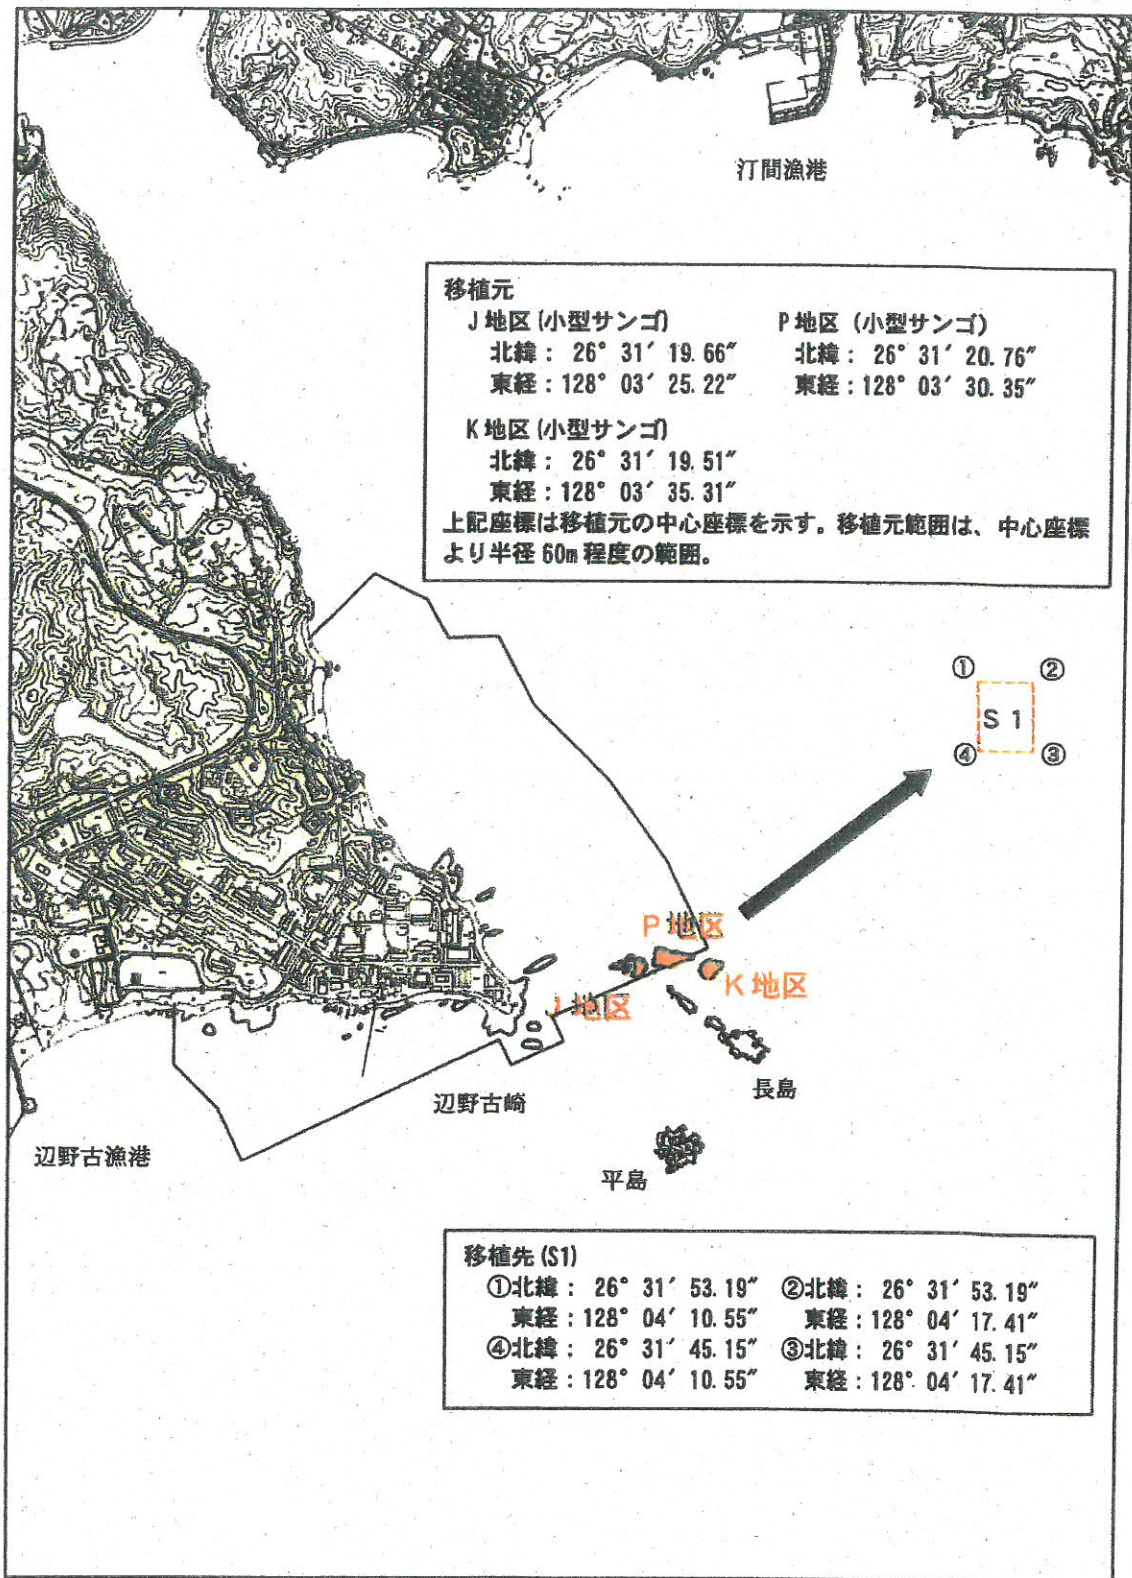 汀間漁港
移植元
J地区(小型サンゴ) P地区(小型サンゴ)
北緯: 26° 31′ 19.66″ 北緯: 26° 31′ 20.76″
東経:128° 03′ 25.22″ 東経:128° 03′ 30.35″
K地区(小型サンゴ)
北緯: 26° 31′ 19.51″
東経:128° 03′ 35.31″
上記座標は移植元の中心座標を示す。移植元範囲は、中心座標
より半径60m程度の範囲。
① ②
S1
④ ③
P地区
K地区
J地区
長島
辺野古崎
辺野古漁港
平島
移植先(S1)
①北緯: 26° 31′ 53.19″ ②北緯: 26° 31′ 53.19″
東経:128° 04′ 10.55″ 東経:128° 04′ 17.41″
④北緯: 26° 31′ 45.15″ ③北緯: 26° 31′ 45.15″
東経:128° 04′ 10.55″ 東経:128° 04′ 17.41″